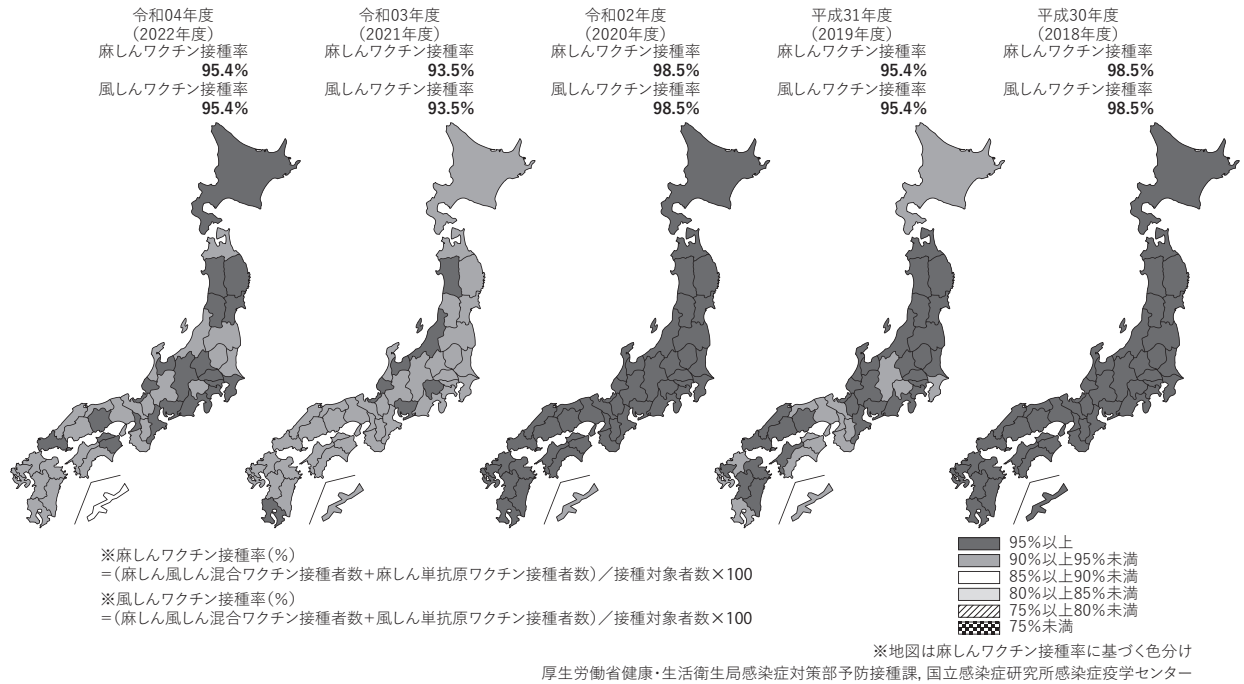 令和04年度
（2022年度）
麻しんワクチン接種率
95.4%
風しんワクチン接種率
95.4%
令和03年度
（2021年度）
麻しんワクチン接種率
93.5%
風しんワクチン接種率
93.5%
令和02年度
（2020年度）
麻しんワクチン接種率
98.5%
風しんワクチン接種率
98.5%
平成31年度
（2019年度）
麻しんワクチン接種率
95.4%
風しんワクチン接種率
95.4%
平成30年度
（2018年度）
麻しんワクチン接種率
98.5%
風しんワクチン接種率
98.5%
※麻しんワクチン接種率（%）
＝（麻しん風しん混合ワクチン接種者数＋麻しん単抗原ワクチン接種者数）／接種対象者数×100
※風しんワクチン接種率（%）
＝（麻しん風しん混合ワクチン接種者数＋風しん単抗原ワクチン接種者数）／接種対象者数×100
95%以上
90%以上95%未満
85%以上90%未満
80%以上85%未満
75%以上80%未満
75%未満
※地図は麻しんワクチン接種率に基づく色分け
厚生労働省健康・生活衛生局感染症対策部予防接種課, 国立感染症研究所感染症疫学センター